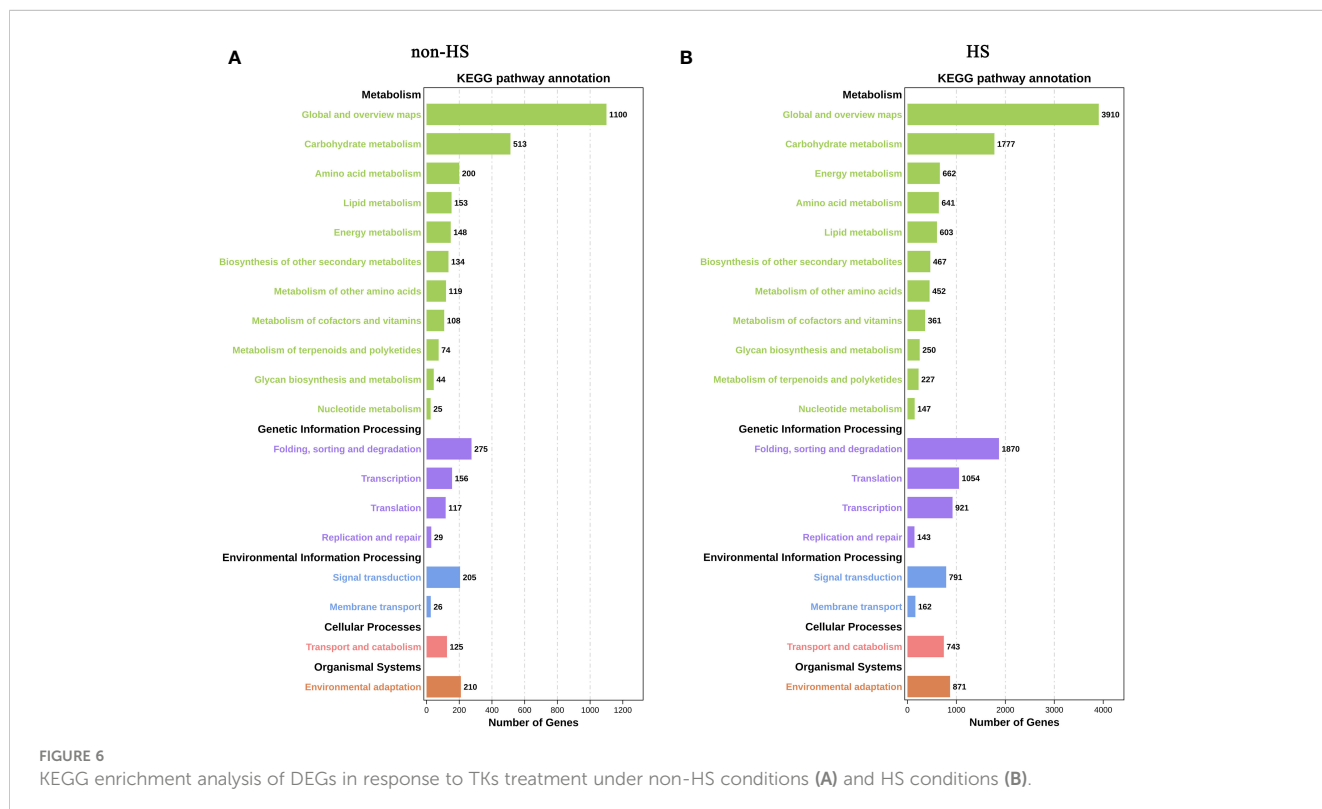 A
non-HS
KEGG pathway annotation
Metabolism
Global and overview maps 1100
Carbohydrate metabolism 513
Amino acid metabolism 200
Lipid metabolism 153
Energy metabolism 148
Biosynthesis of other secondary metabolites 134
Metabolism of other amino acids 119
Metabolism of cofactors and vitamins 108
Metabolism of terpenoids and polyketides 74
Glycan biosynthesis and metabolism 44
Nucleotide metabolism 25
Genetic Information Processing
Folding, sorting and degradation 275
Transcription 156
Translation 117
Replication and repair 29
Environmental Information Processing
Signal transduction 205
Membrane transport 26
Cellular Processes
Transport and catabolism 125
Organismal Systems
Environmental adaptation 210
0 200 400 600 800 1000 1200
Number of Genes
B
HS
KEGG pathway annotation
Metabolism
Global and overview maps 3910
Carbohydrate metabolism 1777
Energy metabolism 662
Amino acid metabolism 641
Lipid metabolism 603
Biosynthesis of other secondary metabolites 467
Metabolism of other amino acids 452
Metabolism of cofactors and vitamins 361
Glycan biosynthesis and metabolism 250
Metabolism of terpenoids and polyketides 227
Nucleotide metabolism 147
Genetic Information Processing
Folding, sorting and degradation 1870
Translation 1054
Transcription 921
Replication and repair 143
Environmental Information Processing
Signal transduction 791
Membrane transport 162
Cellular Processes
Transport and catabolism 743
Organismal Systems
Environmental adaptation 871
0 1000 2000 3000 4000
Number of Genes
FIGURE 6
KEGG enrichment analysis of DEGs in response to TKs treatment under non-HS conditions (A) and HS conditions (B).